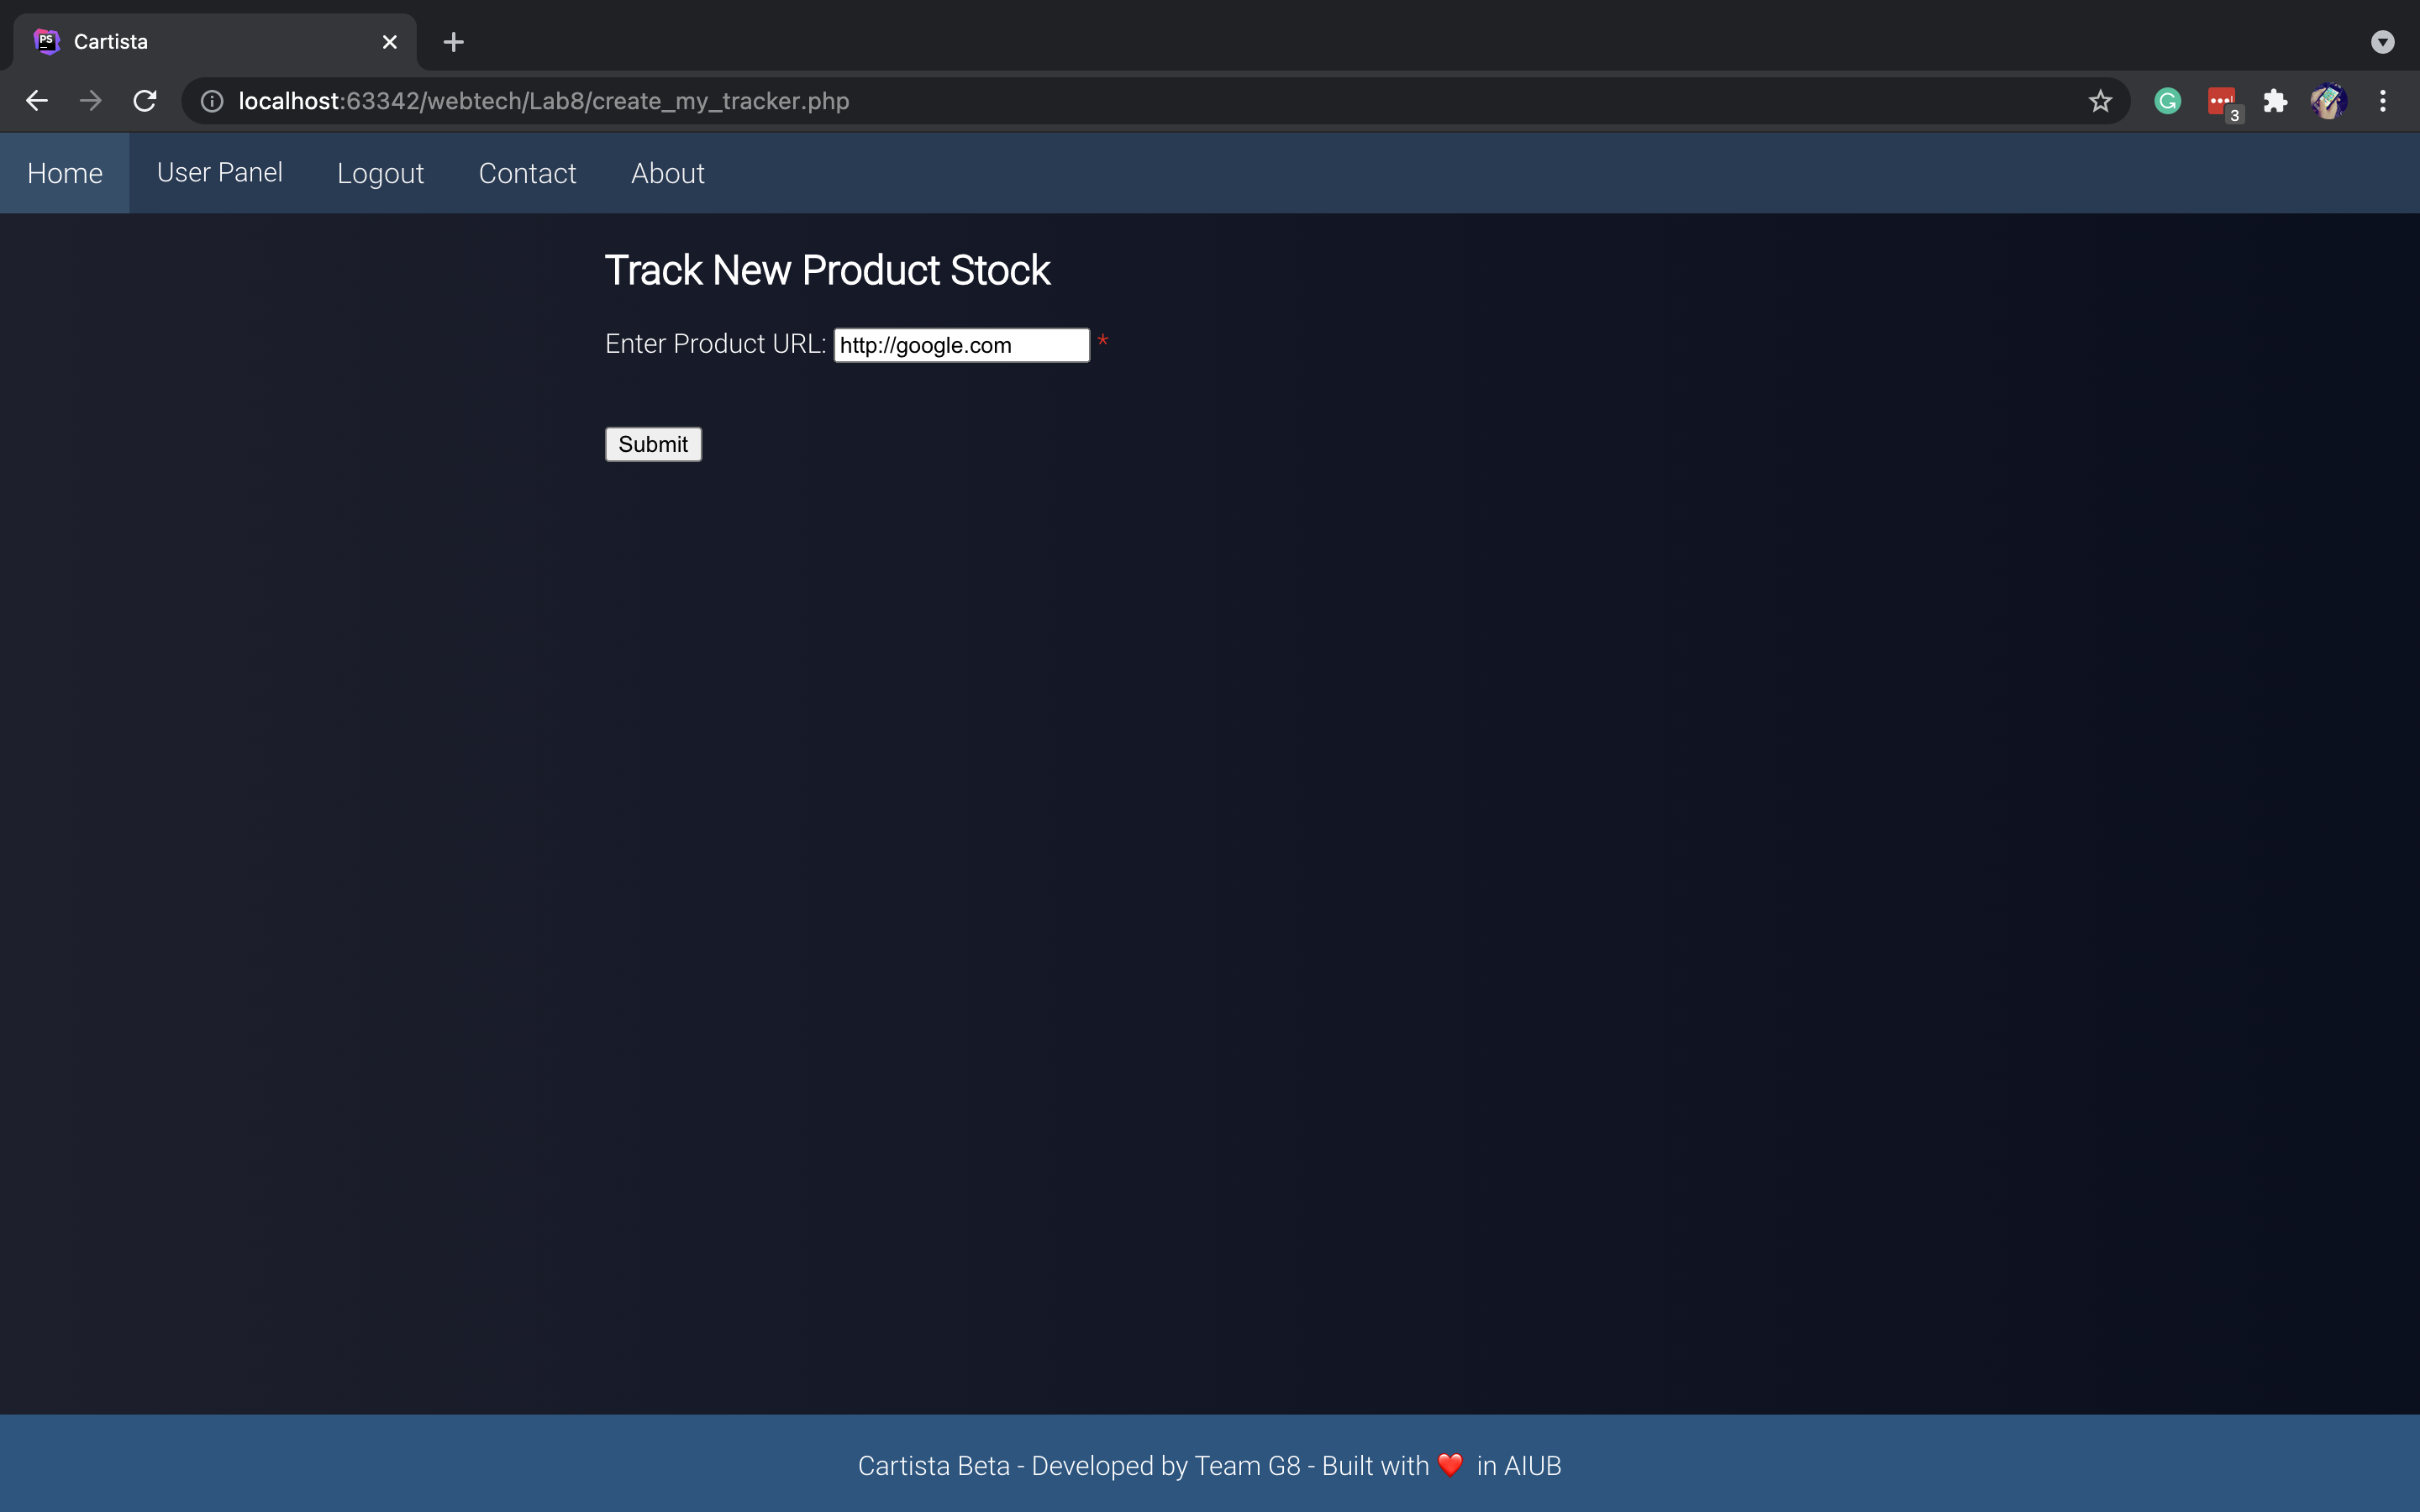 Cartista
localhost:63342/webtech/Lab8/create_my_tracker.php
3
Home User Panel Logout Contact About
Track New Product Stock
Enter Product URL: http://google.com *
Submit
Cartista Beta - Developed by Team G8 - Built with ❤️ in AIUB